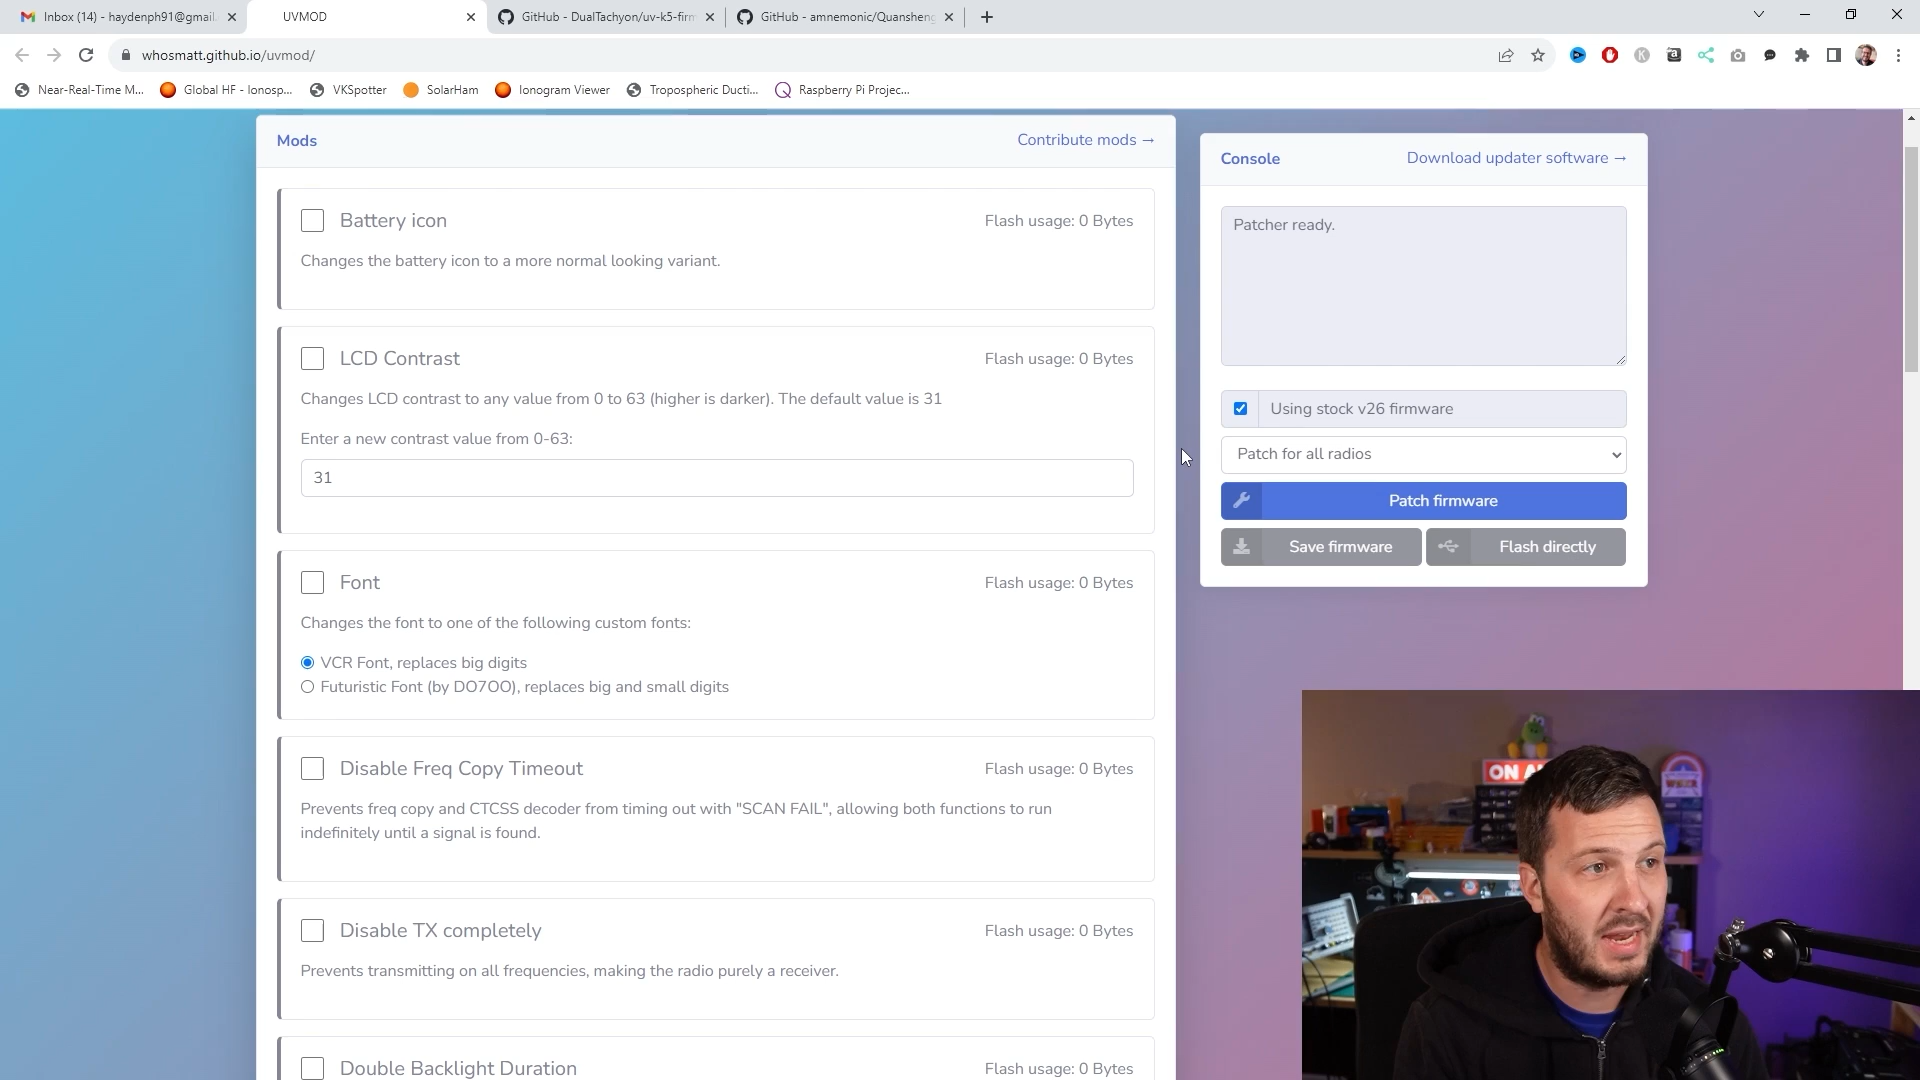 Inbox (14) - haydenph91@gmail.
UVMOD
GitHub - DualTachyon/uv-k5-firm
GitHub - amnemonic/Quansheng
whosmatt.github.io/uvmod/
Near-Real-Time M...
Global HF - Ionosp...
VKSpotter
SolarHam
Ionogram Viewer
Tropospheric Ducti...
Raspberry Pi Projec...
Mods
Contribute mods →
Battery icon
Flash usage: 0 Bytes
Changes the battery icon to a more normal looking variant.
LCD Contrast
Flash usage: 0 Bytes
Changes LCD contrast to any value from 0 to 63 (higher is darker). The default value is 31
Enter a new contrast value from 0-63:
31
Font
Flash usage: 0 Bytes
Changes the font to one of the following custom fonts:
VCR Font, replaces big digits
Futuristic Font (by DO7OO), replaces big and small digits
Disable Freq Copy Timeout
Flash usage: 0 Bytes
Prevents freq copy and CTCSS decoder from timing out with "SCAN FAIL", allowing both functions to run
indefinitely until a signal is found.
Disable TX completely
Flash usage: 0 Bytes
Prevents transmitting on all frequencies, making the radio purely a receiver.
Double Backlight Duration
Flash usage: 0 Bytes
Console
Download updater software →
Patcher ready.
Using stock v26 firmware
Patch for all radios
Patch firmware
Save firmware
Flash directly
ON A